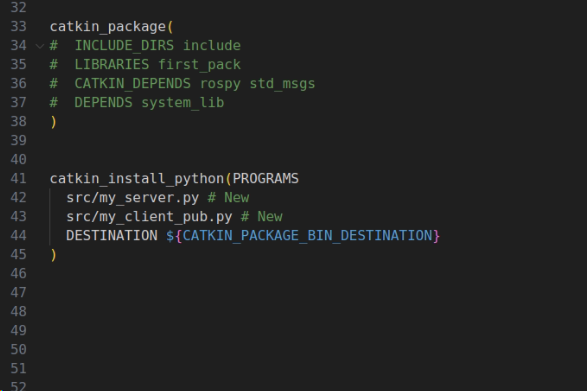 32
33 catkin_package(
34 # INCLUDE_DIRS include
35 # LIBRARIES first_pack
36 # CATKIN_DEPENDS rospy std_msgs
37 # DEPENDS system_lib
38 )
39
40
41 catkin_install_python(PROGRAMS
42 src/my_server.py # New
43 src/my_client_pub.py # New
44 DESTINATION ${CATKIN_PACKAGE_BIN_DESTINATION}
45 )
46
47
48
49
50
51
52